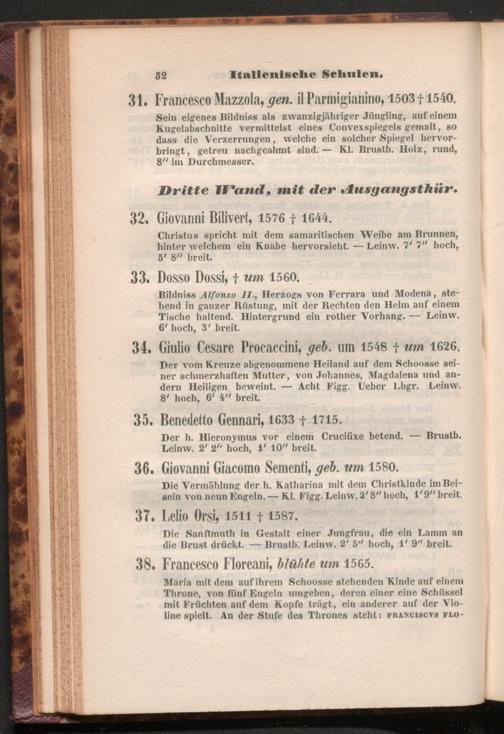 52 Italienische Schulen.
31. Francesco Mazzola, gen. il Parmigianino, 1503 † 1540.
Sein eigenes Bildniss als zwanzigjähriger Jüngling, auf einem
Kugelabschnitte vermittelst eines Convexspiegels gemalt, so
dass die Verzerrungen, welche ein solcher Spiegel hervor-
bringt, getreu nachgeahmt sind. — Kl. Brustb. Holz, rund,
8" im Durchmesser.
Dritte Wand, mit der Ausgangsthür.
32. Giovanni Bilivert, 1576 † 1644.
Christus spricht mit dem samaritischen Weibe am Brunnen,
hinter welchem ein Knabe hervorsieht. — Leinw. 7' 7" hoch,
5' 8" breit.
33. Dosso Dossi, † um 1560.
Bildniss Alfonso II., Herzogs von Ferrara und Modena, ste-
hend in ganzer Rüstung, mit der Rechten den Helm auf einem
Tische haltend. Hintergrund ein rother Vorhang. — Leinw.
6' hoch, 3' breit.
34. Giulio Cesare Procaccini, geb. um 1548 † um 1626.
Der vom Kreuze abgenommene Heiland auf dem Schoosse sei-
ner schmerzhaften Mutter, von Johannes, Magdalena und an-
dern Heiligen beweint. — Acht Figg. Ueber Lbgr. Leinw.
8' hoch, 6' 4" breit.
35. Benedetto Gennari, 1633 † 1715.
Der h. Hieronymus vor einem Crucifixe betend. — Brustb.
Leinw. 2' 2" hoch, 1' 10" breit.
36. Giovanni Giacomo Sementi, geb. um 1580.
Die Vermählung der h. Katharina mit dem Christkinde im Bei-
sein von neun Engeln. — Kl. Figg. Leinw. 2' 8" hoch, 1' 9" breit.
37. Lelio Orsi, 1511 † 1587.
Die Sanftmuth in Gestalt einer Jungfrau, die ein Lamm an
die Brust drückt. — Brustb. Leinw. 2' 5" hoch, 1' 9" breit.
38. Francesco Floreani, blühte um 1565.
Maria mit dem auf ihrem Schoosse stehenden Kinde auf einem
Throne, von fünf Engeln umgeben, deren einer eine Schüssel
mit Früchten auf dem Kopfe trägt, ein anderer auf der Vio-
line spielt. An der Stufe des Thrones steht: FRANCISCVS FLO-